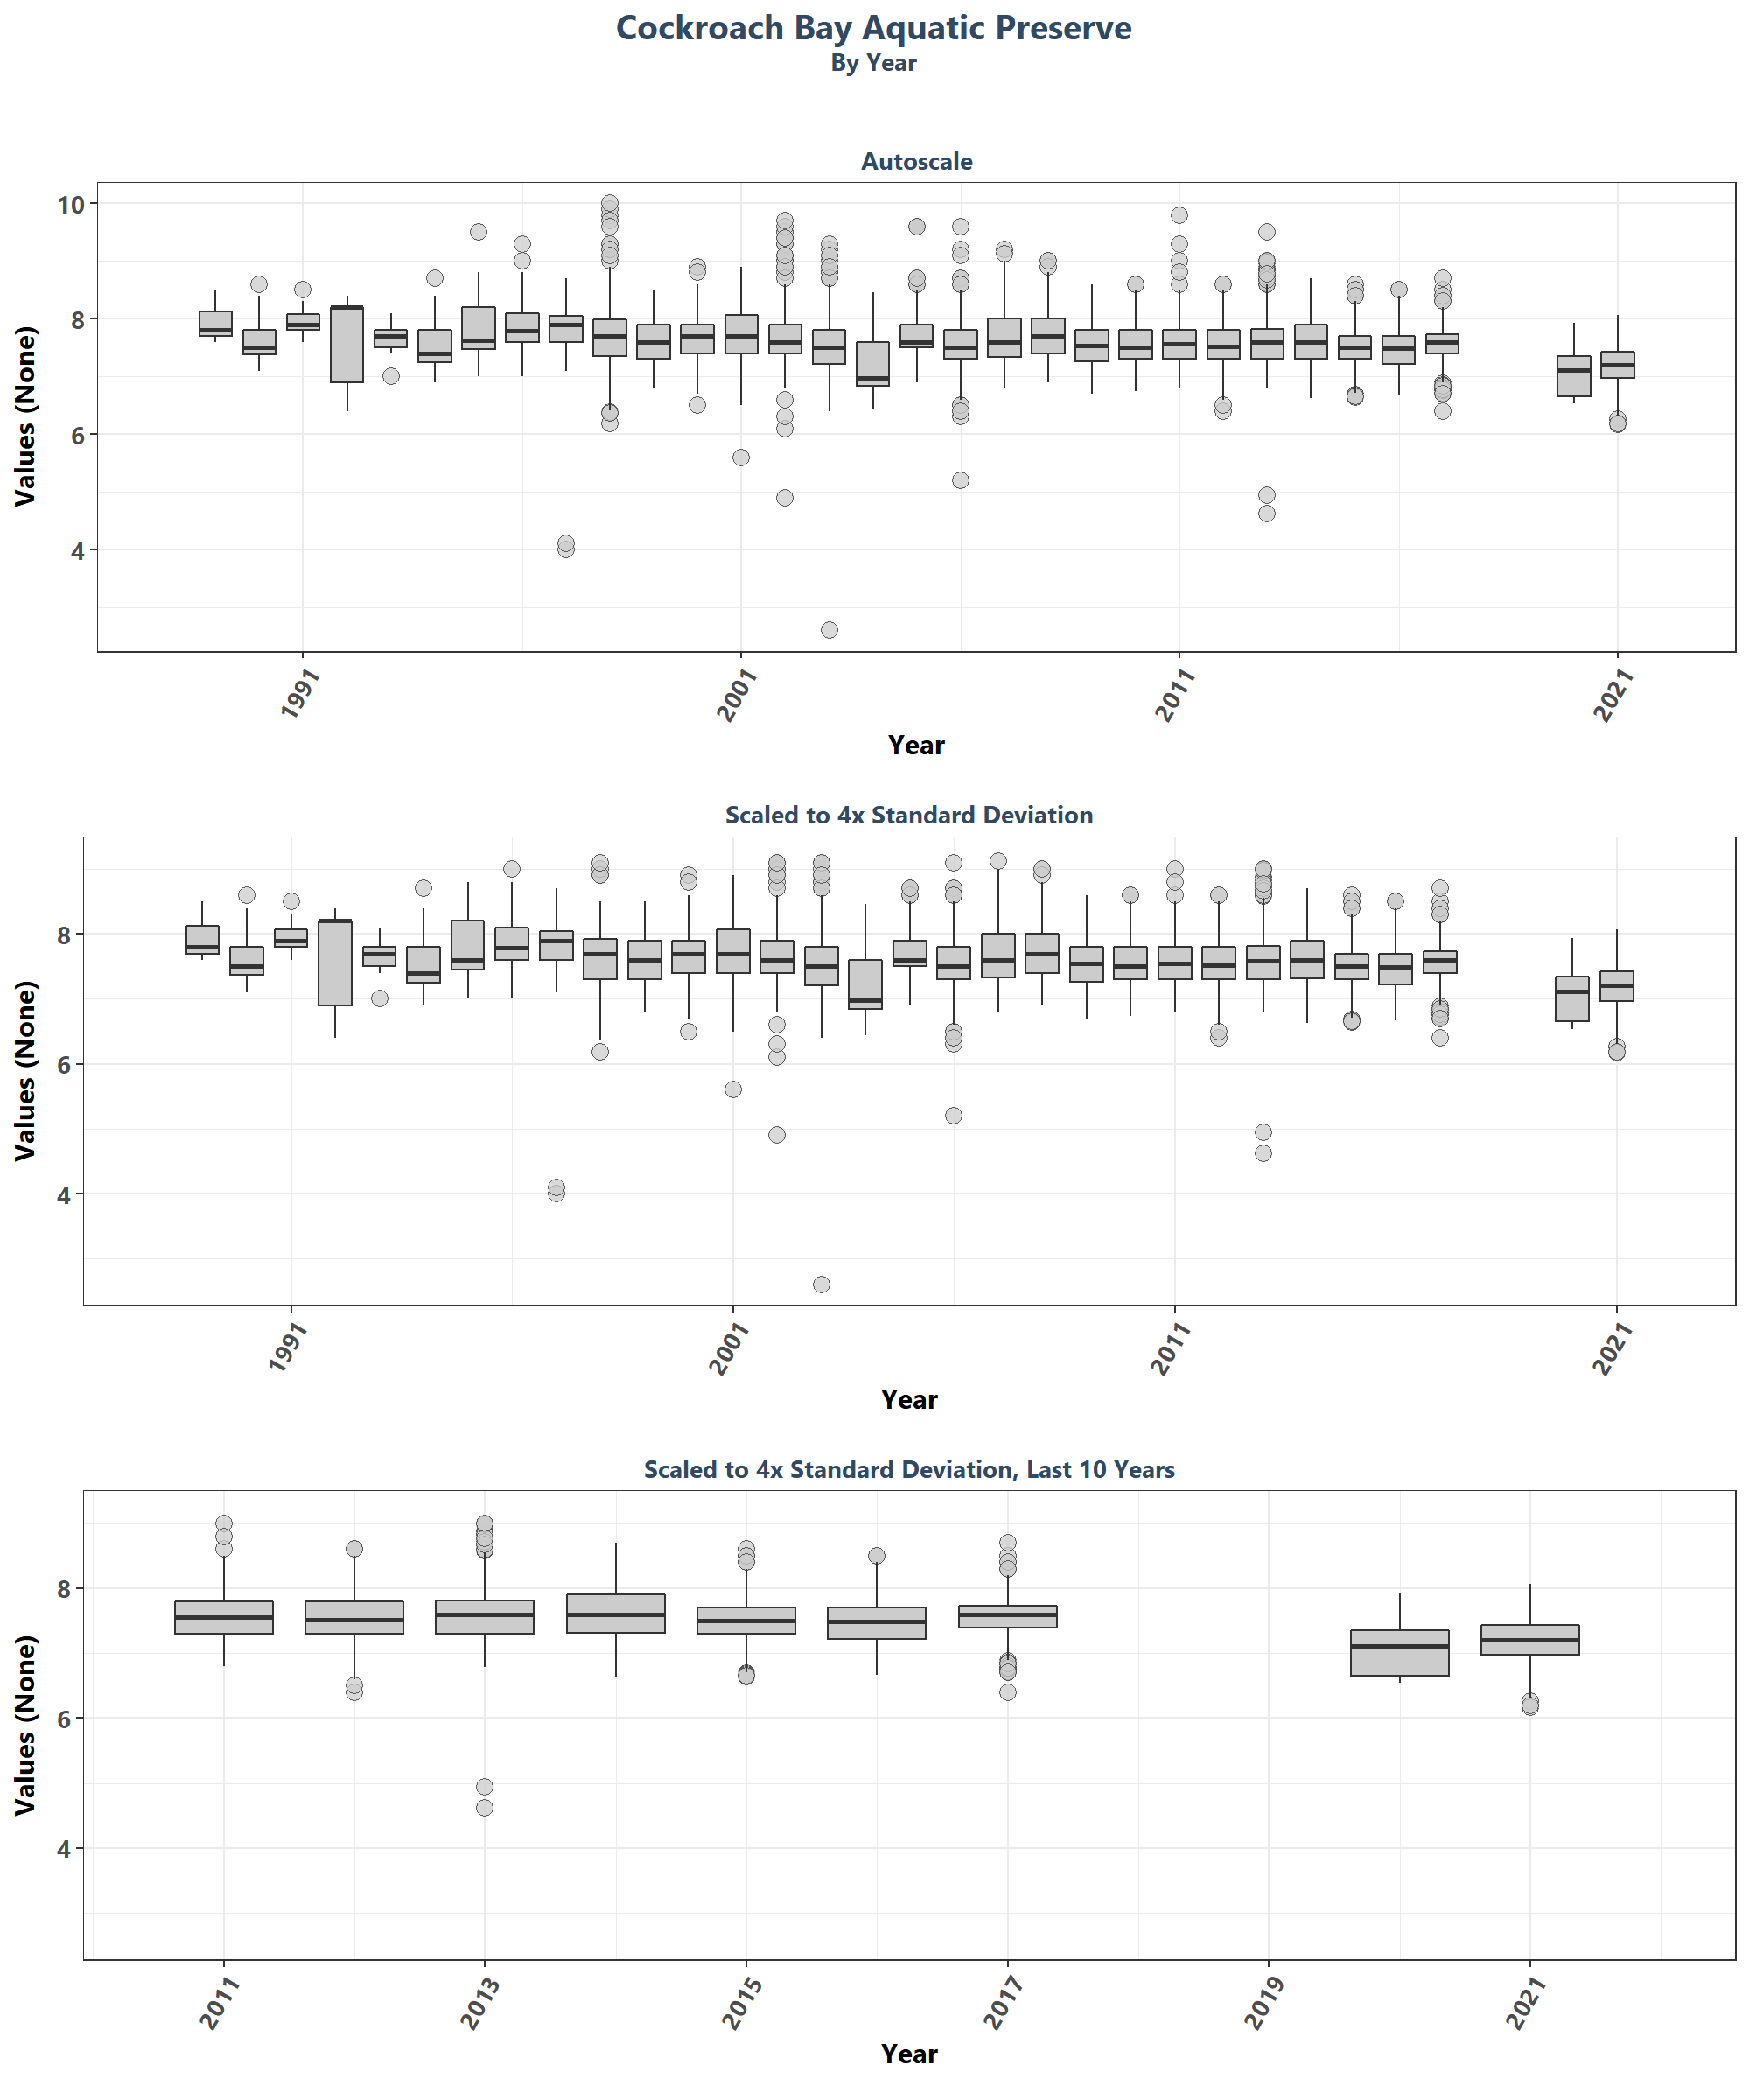 Cockroach Bay Aquatic Preserve
By Year
Autoscale
Values (None)
10
8
6
4
1991
2001
2011
2021
Year
Scaled to 4x Standard Deviation
Values (None)
8
6
4
1991
2001
2011
2021
Year
Scaled to 4x Standard Deviation, Last 10 Years
Values (None)
8
6
4
2011
2013
2015
2017
2019
2021
Year